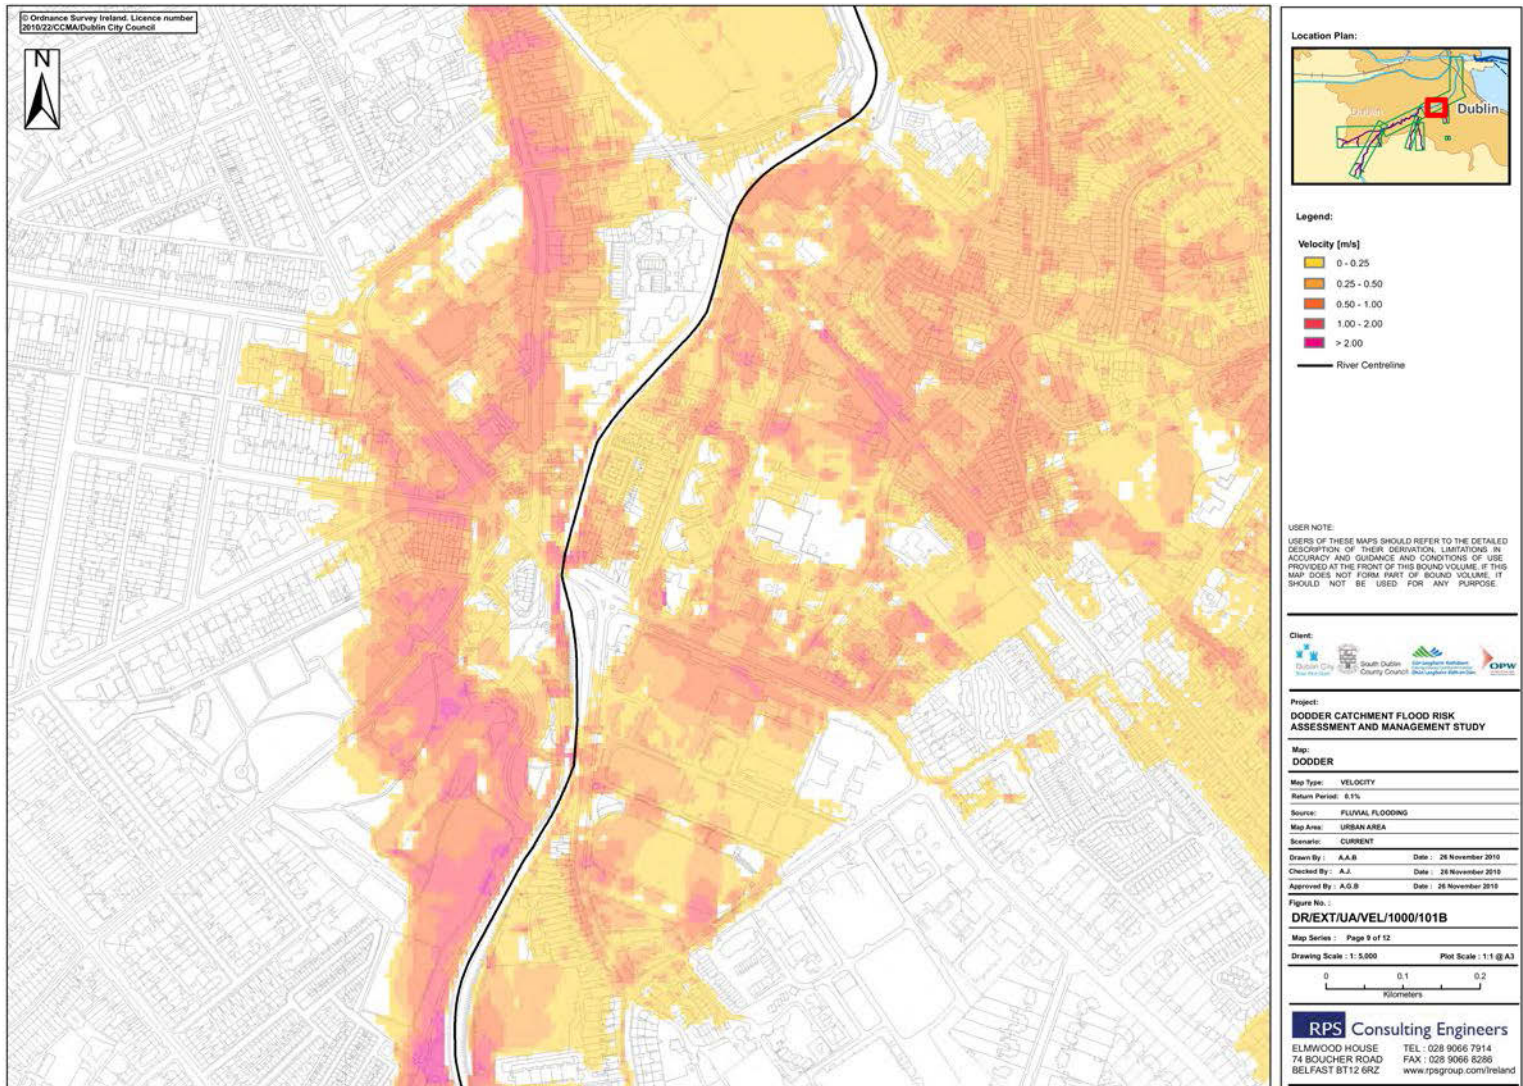 © Ordnance Survey Ireland. Licence number
2010/22/CCMA/Dublin City Council
N
Location Plan:
Dublin
Dublin
Legend:
Velocity [m/s]
0 - 0.25
0.25 - 0.50
0.50 - 1.00
1.00 - 2.00
> 2.00
River Centreline
USER NOTE:
USERS OF THESE MAPS SHOULD REFER TO THE DETAILED
DESCRIPTION OF THEIR DERIVATION, LIMITATIONS IN
ACCURACY AND GUIDANCE AND CONDITIONS OF USE
PROVIDED AT THE FRONT OF THIS BOUND VOLUME. IF THIS
MAP DOES NOT FORM PART OF BOUND VOLUME, IT
SHOULD NOT BE USED FOR ANY PURPOSE.
Client:
Dublin City
South Dublin
County Council
OPW
Project:
DODDER CATCHMENT FLOOD RISK
ASSESSMENT AND MANAGEMENT STUDY
Map:
DODDER
Map Type: VELOCITY
Return Period: 0.1%
Source: FLUVIAL FLOODING
Map Area: URBAN AREA
Scenario: CURRENT
Drawn By : A.A.B Date : 26 November 2010
Checked By : A.J. Date : 26 November 2010
Approved By : A.G.B Date : 26 November 2010
Figure No. :
DR/EXT/UA/VEL/1000/101B
Map Series : Page 9 of 12
Drawing Scale : 1: 5,000 Plot Scale : 1:1 @ A3
0 0.1 0.2
Kilometers
RPS Consulting Engineers
ELMWOOD HOUSE TEL : 028 9066 7914
74 BOUCHER ROAD FAX : 028 9066 8286
BELFAST BT12 6RZ www.rpsgroup.com/ireland